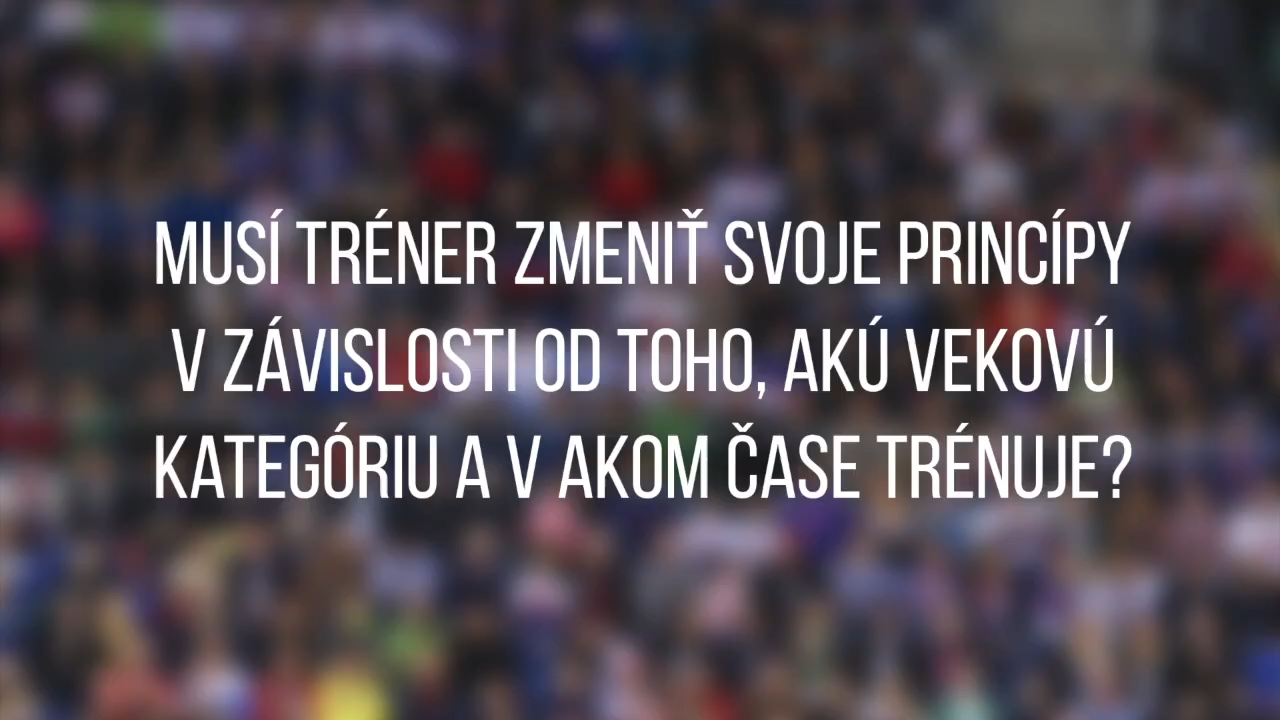 MUSÍ TRÉNER ZMENIŤ SVOJE PRINCÍPY
V ZÁVISLOSTI OD TOHO, AKÚ VEKOVÚ
KATEGÓRIU A V AKOM ČASE TRÉNUJE?